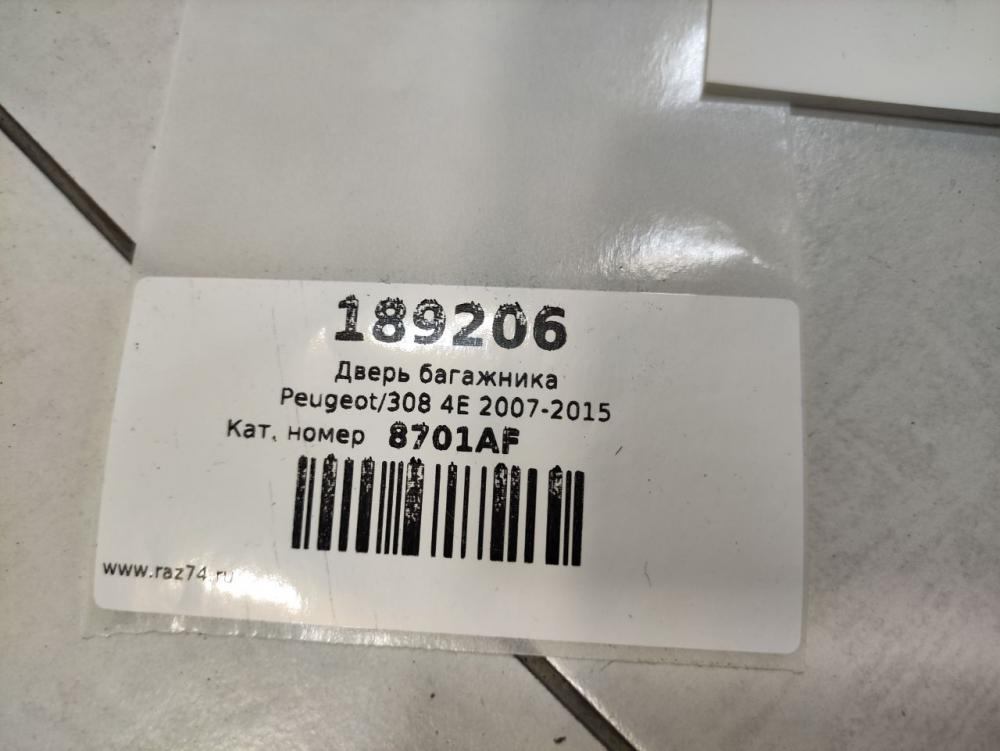 189206
Дверь багажника
Peugeot/308 4E 2007-2015
Кат. номер 8701AF
www.raz74.ru